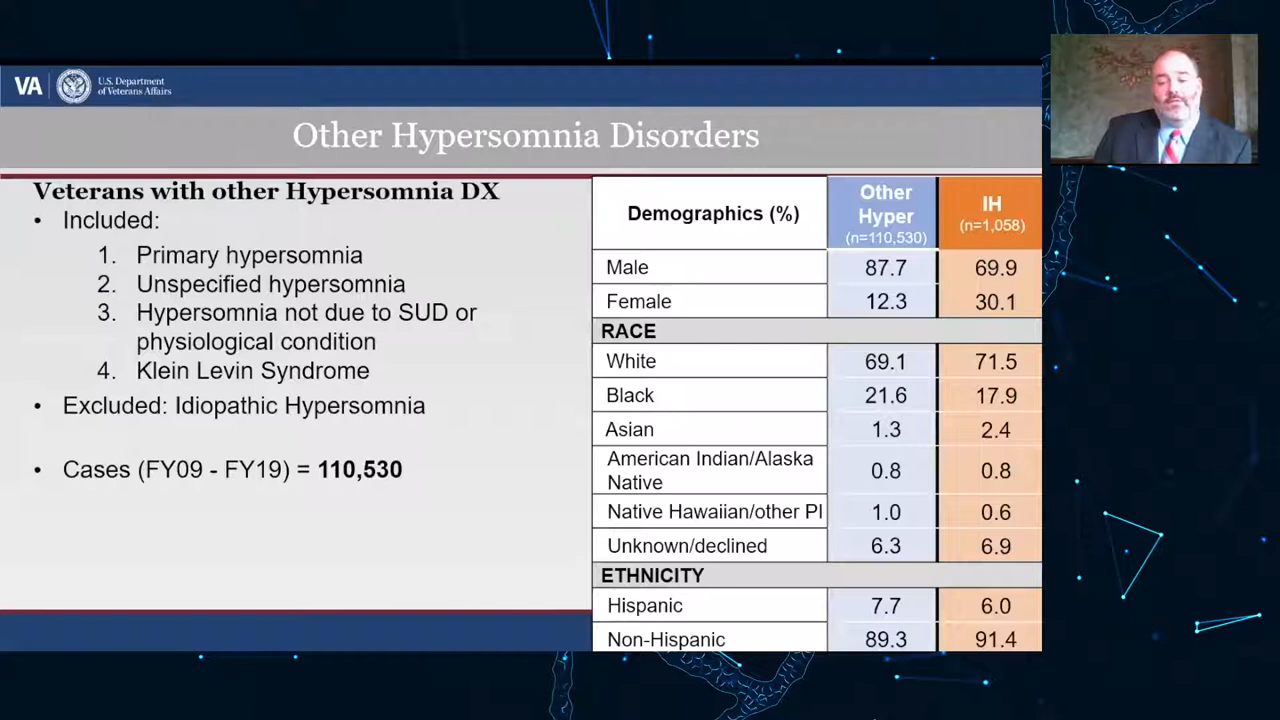 VA
U.S. Department
of Veterans Affairs
Other Hypersomnia Disorders
Veterans with other Hypersomnia DX
• Included:
1. Primary hypersomnia
2. Unspecified hypersomnia
3. Hypersomnia not due to SUD or
physiological condition
4. Klein Levin Syndrome
• Excluded: Idiopathic Hypersomnia
• Cases (FY09 - FY19) = 110,530
Demographics (%)
Other
Hyper
(n=110,530)
IH
(n=1,058)
Male 87.7 69.9
Female 12.3 30.1
RACE
White 69.1 71.5
Black 21.6 17.9
Asian 1.3 2.4
American Indian/Alaska
Native 0.8 0.8
Native Hawaiian/other PI 1.0 0.6
Unknown/declined 6.3 6.9
ETHNICITY
Hispanic 7.7 6.0
Non-Hispanic 89.3 91.4